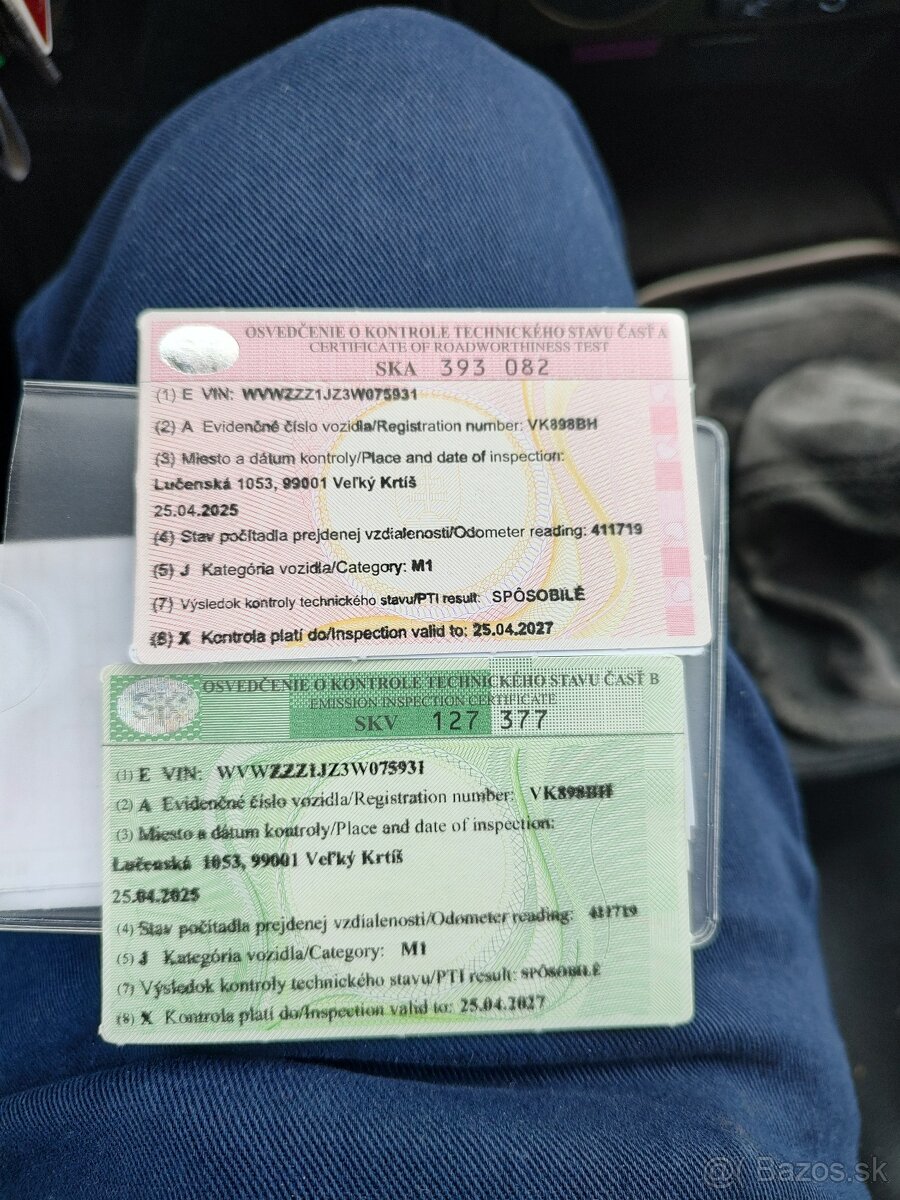 OSVEDČENIE O KONTROLE TECHNICKÉHO STAVU ČASŤ A
CERTIFICATE OF ROADWORTHINESS TEST
SKA 393 082
(1) E VIN: WVWZZZ1JZ3W075931
(2) A Evidenčné číslo vozidla/Registration number: VK898BH
(3) Miesto a dátum kontroly/Place and date of inspection:
Lučenská 1053, 99001 Veľký Krtíš
25.04.2025
(4) Stav počítadla prejdenej vzdialenosti/Odometer reading: 411719
(5) J Kategória vozidla/Category: M1
(7) Výsledok kontroly technického stavu/PTI result: SPÔSOBILÉ
(8) X Kontrola platí do/Inspection valid to: 25.04.2027
OSVEDČENIE O KONTROLE TECHNICKÉHO STAVU ČASŤ B
EMISSION INSPECTION CERTIFICATE
SKV 127 377
(1) E VIN: WVWZZZ1JZ3W075931
(2) A Evidenčné číslo vozidla/Registration number: VK898BH
(3) Miesto a dátum kontroly/Place and date of inspection:
Lučenská 1053, 99001 Veľký Krtíš
25.04.2025
(4) Stav počítadla prejdenej vzdialenosti/Odometer reading: 411719
(5) J Kategória vozidla/Category: M1
(7) Výsledok kontroly technického stavu/PTI result: SPÔSOBILÉ
(8) X Kontrola platí do/Inspection valid to: 25.04.2027
Bazos.sk